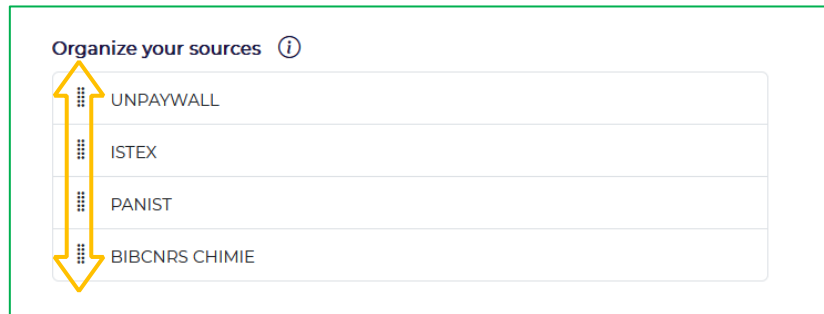 Organize your sources i
UNPAYWALL
ISTEX
PANIST
BIBCNRS CHIMIE